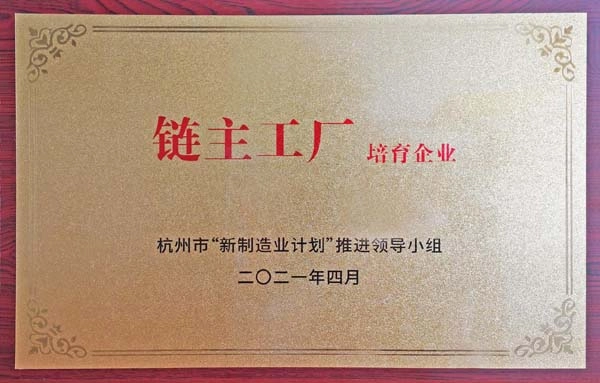 链主工厂 培育企业
杭州市“新制造业计划”推进领导小组
二〇二一年四月